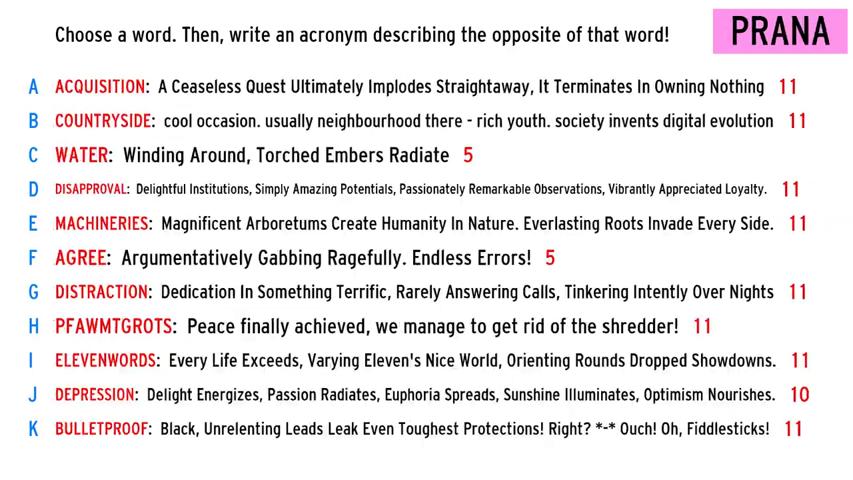 Choose a word. Then, write an acronym describing the opposite of that word!
PRANA
A ACQUISITION: A Ceaseless Quest Ultimately Implodes Straightaway, It Terminates In Owning Nothing 11
B COUNTRYSIDE: cool occasion. usually neighbourhood there - rich youth. society invents digital evolution 11
C WATER: Winding Around, Torched Embers Radiate 5
D DISAPPROVAL: Delightful Institutions, Simply Amazing Potentials, Passionately Remarkable Observations, Vibrantly Appreciated Loyalty. 11
E MACHINERIES: Magnificent Arboretums Create Humanity In Nature. Everlasting Roots Invade Every Side. 11
F AGREE: Argumentatively Gabbing Ragefully. Endless Errors! 5
G DISTRACTION: Dedication In Something Terrific, Rarely Answering Calls, Tinkering Intently Over Nights 11
H PFAWMTGROTS: Peace finally achieved, we manage to get rid of the shredder! 11
I ELEVENWORDS: Every Life Exceeds, Varying Eleven's Nice World, Orienting Rounds Dropped Showdowns. 11
J DEPRESSION: Delight Energizes, Passion Radiates, Euphoria Spreads, Sunshine Illuminates, Optimism Nourishes. 10
K BULLETPROOF: Black, Unrelenting Leads Leak Even Toughest Protections! Right? *-* Ouch! Oh, Fiddlesticks! 11